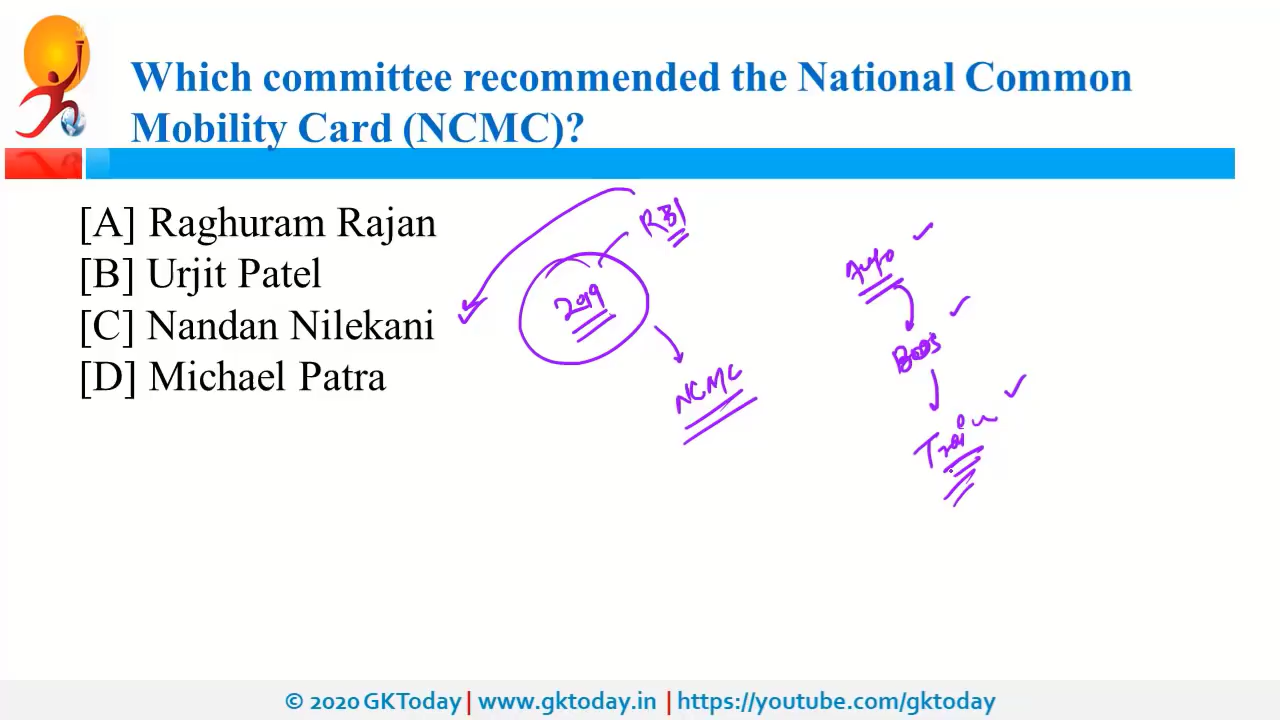 Which committee recommended the National Common
Mobility Card (NCMC)?
[A] Raghuram Rajan
[B] Urjit Patel
[C] Nandan Nilekani
[D] Michael Patra
RBI
2019
NCMC
Auto
Train
© 2020 GKToday | www.gktoday.in | https://youtube.com/gktoday